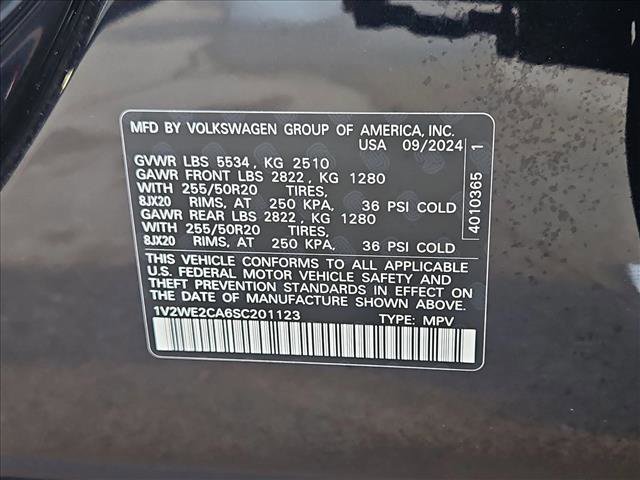 MFD BY VOLKSWAGEN GROUP OF AMERICA, INC.
USA 09/2024
GVWR LBS 5534, KG 2510
GAWR FRONT LBS 2822, KG 1280
WITH 255/50R20 TIRES,
8JX20 RIMS, AT 250 KPA, 36 PSI COLD
GAWR REAR LBS 2822, KG 1280
WITH 255/50R20 TIRES,
8JX20 RIMS, AT 250 KPA, 36 PSI COLD
THIS VEHICLE CONFORMS TO ALL APPLICABLE
U.S. FEDERAL MOTOR VEHICLE SAFETY AND
THEFT PREVENTION STANDARDS IN EFFECT ON
THE DATE OF MANUFACTURE SHOWN ABOVE.
1V2WE2CA6SC201123 TYPE: MPV
4010365 1